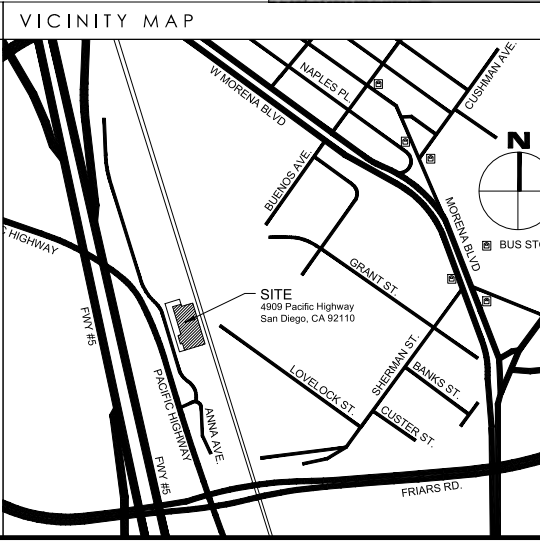 VICINITY MAP
W MORENA BLVD
NAPLES PL.
CUSHMAN AVE.
N
BUENOS AVE.
MORENA BLVD
BUS STO
C HIGHWAY
GRANT ST.
SITE
4909 Pacific Highway
San Diego, CA 92110
FWY #5
SHERMAN ST.
LOVELOCK ST.
BANKS ST.
PACIFIC HIGHWAY
ANNA AVE.
CUSTER ST.
FWY #5
FRIARS RD.